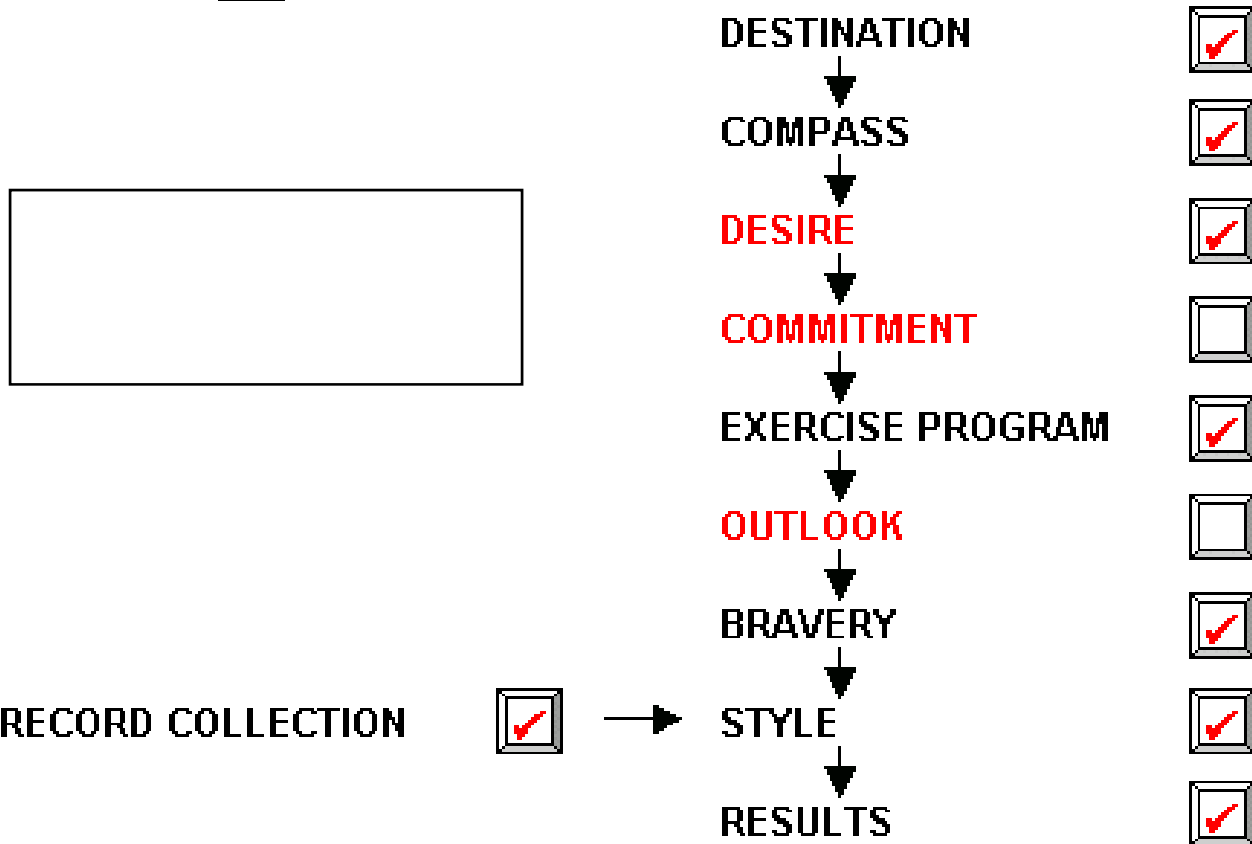 DESTINATION
COMPASS
DESIRE
COMMITMENT
EXERCISE PROGRAM
OUTLOOK
BRAVERY
RECORD COLLECTION
STYLE
RESULTS